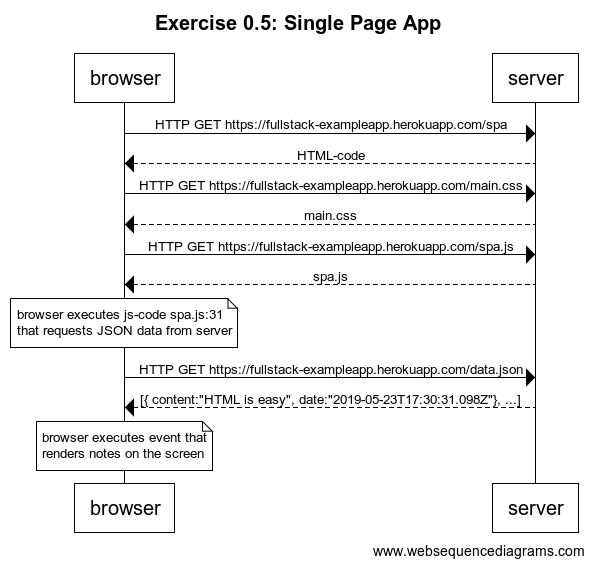 Exercise 0.5: Single Page App
browser
server
HTTP GET https://fullstack-exampleapp.herokuapp.com/spa
HTML-code
HTTP GET https://fullstack-exampleapp.herokuapp.com/main.css
main.css
HTTP GET https://fullstack-exampleapp.herokuapp.com/spa.js
spa.js
browser executes js-code spa.js:31
that requests JSON data from server
HTTP GET https://fullstack-exampleapp.herokuapp.com/data.json
[{ content:"HTML is easy", date:"2019-05-23T17:30:31.098Z"}, ...]
browser executes event that
renders notes on the screen
browser
server
www.websequencediagrams.com